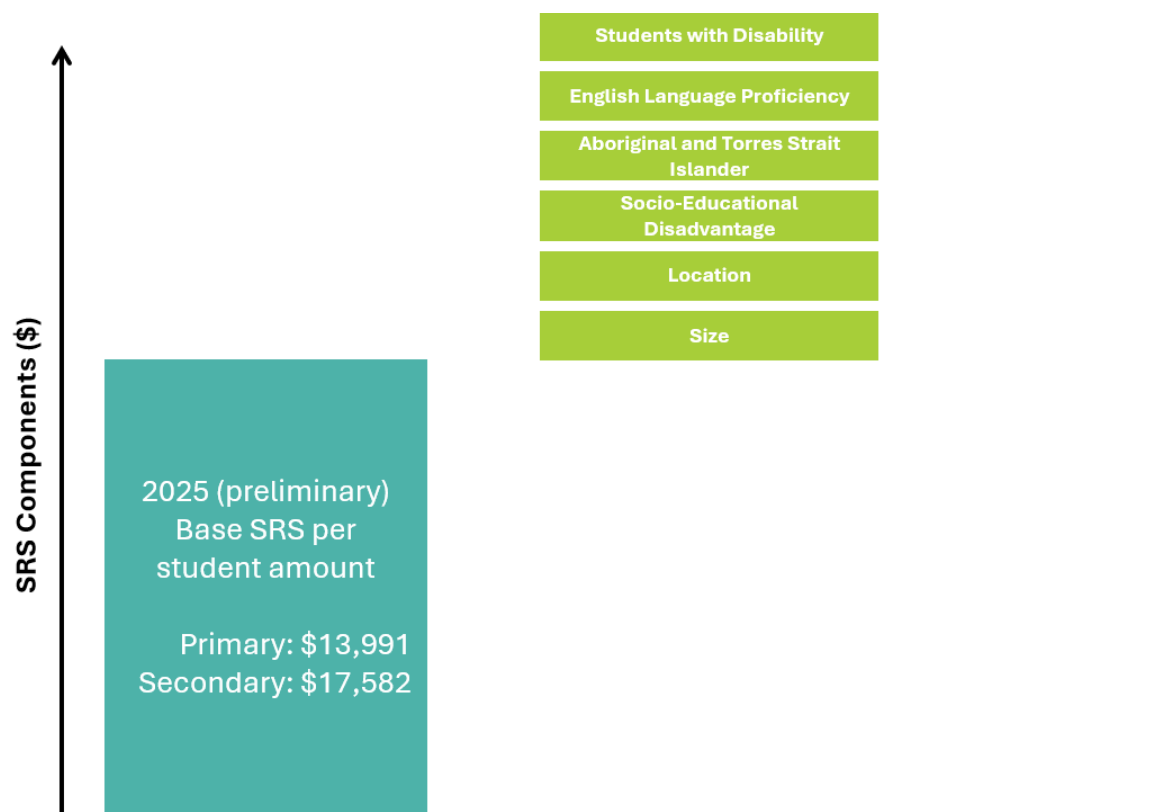 Students with Disability
English Language Proficiency
Aboriginal and Torres Strait
Islander
Socio-Educational
Disadvantage
Location
Size
SRS Components ($)
2025 (preliminary)
Base SRS per
student amount
Primary: $13,991
Secondary: $17,582